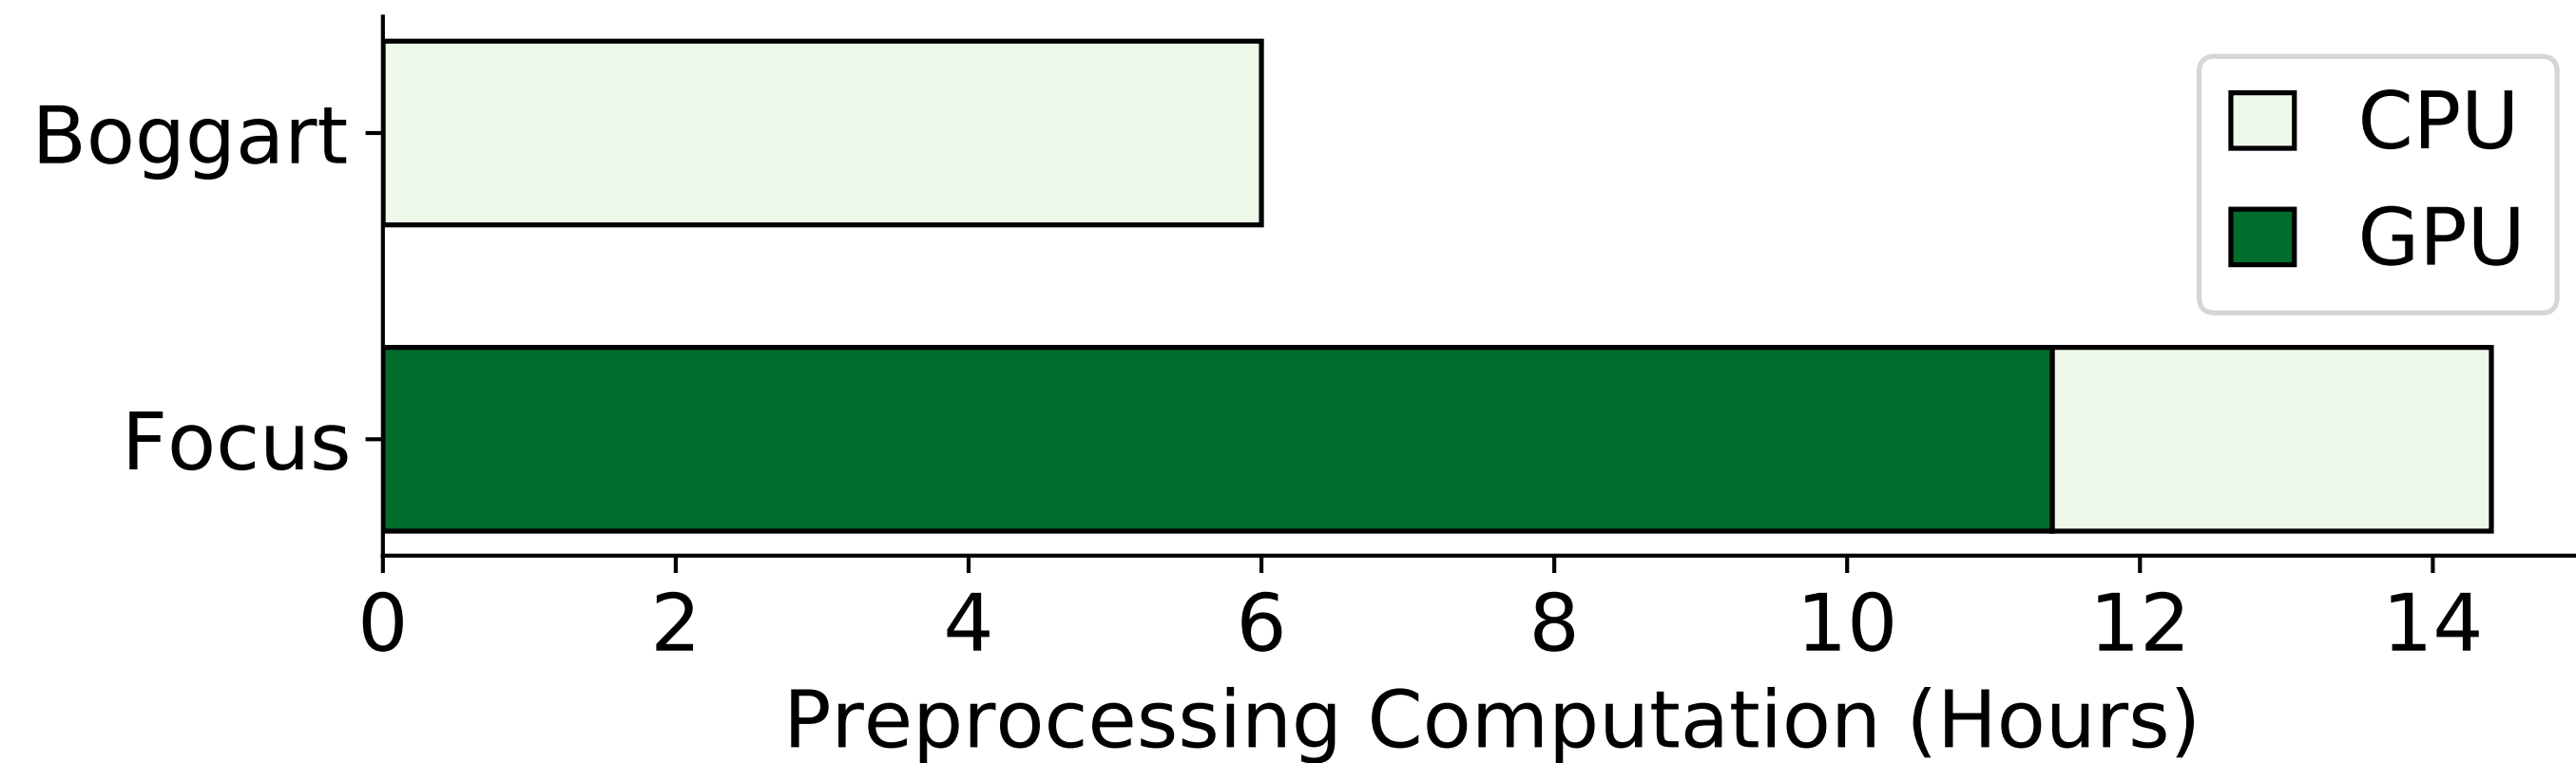 Boggart
CPU
GPU
Focus
0 2 4 6 8 10 12 14
Preprocessing Computation (Hours)